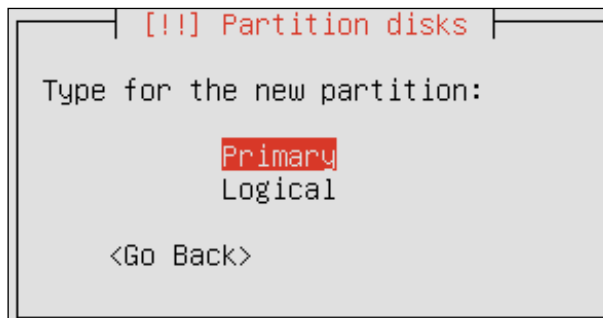 [!!] Partition disks
Type for the new partition:
Primary
Logical
<Go Back>